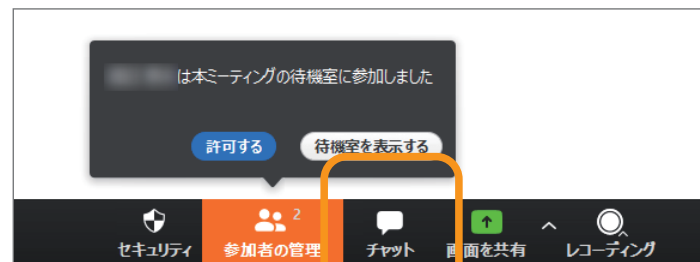 は本ミーティングの待機室に参加しました
許可する 待機室を表示する
2
セキュリティ 参加者の管理 チャット 画面を共有 レコーディング